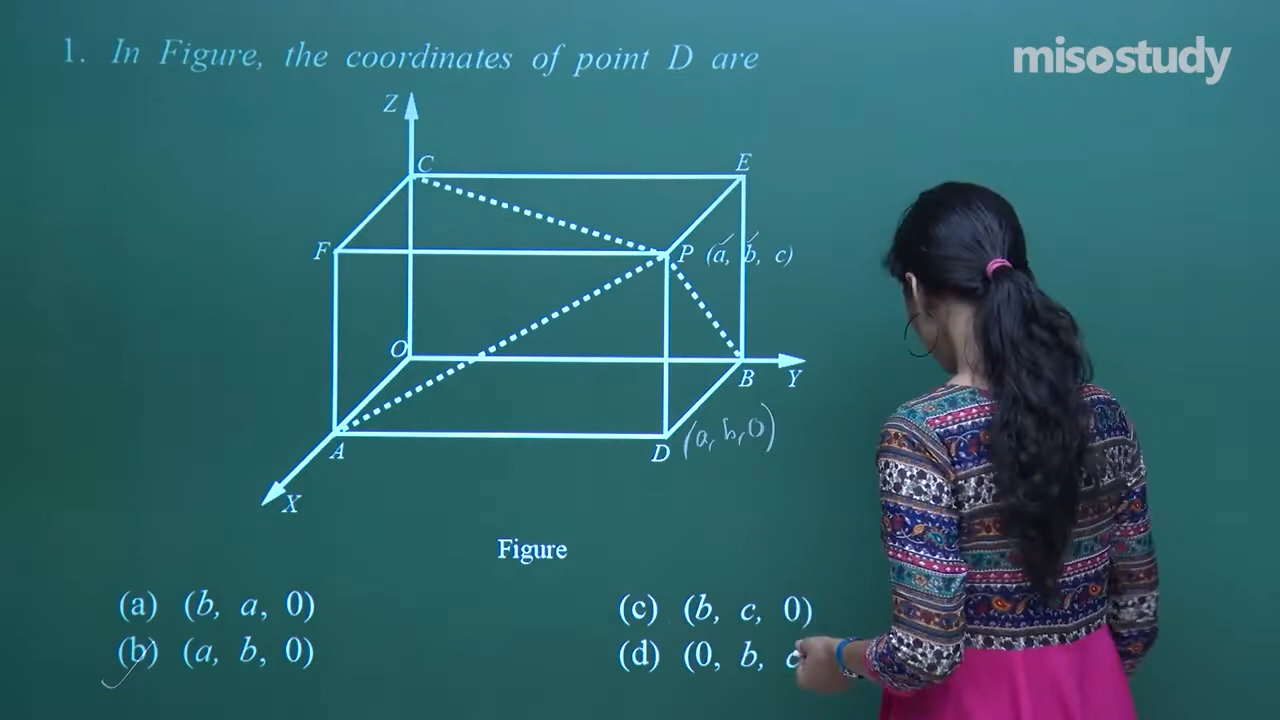 1. In Figure, the coordinates of point D are
misostudy
Z
C
E
F
P (a, b, c)
O
B
Y
(a, b, 0)
A
D
X
Figure
(a) (b, a, 0)
(c) (b, c, 0)
(b) (a, b, 0)
(d) (0, b, c